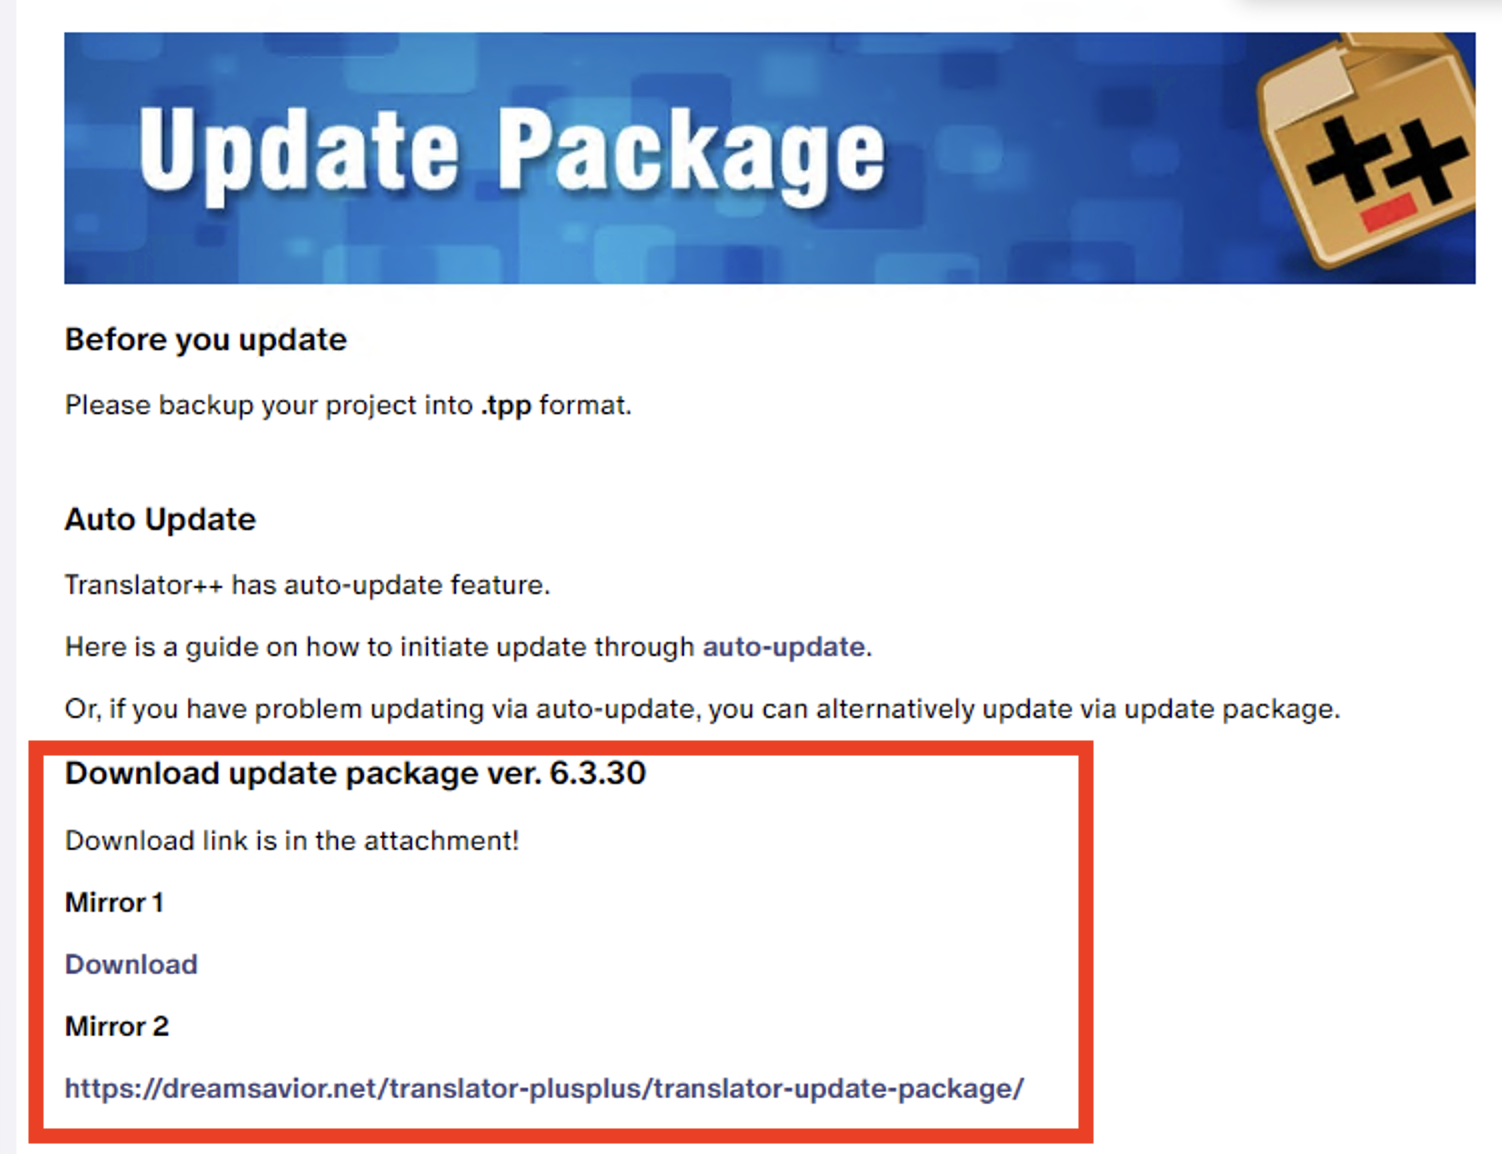 Update Package
++
Before you update
Please backup your project into .tpp format.
Auto Update
Translator++ has auto-update feature.
Here is a guide on how to initiate update through auto-update.
Or, if you have problem updating via auto-update, you can alternatively update via update package.
Download update package ver. 6.3.30
Download link is in the attachment!
Mirror 1
Download
Mirror 2
https://dreamsavior.net/translator-plusplus/translator-update-package/